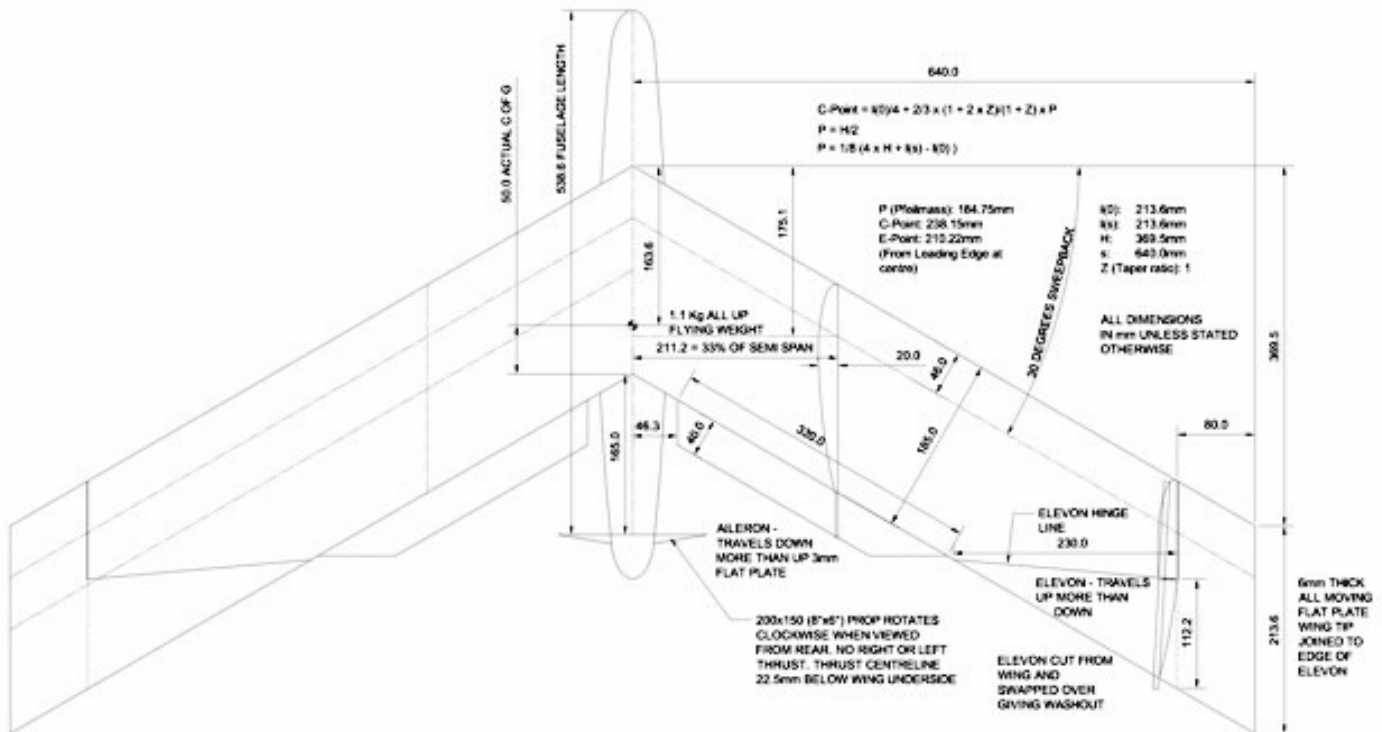 640.0
C-Point = l(0)/4 + 2/3 x (1 + 2 x Z)/(1 + Z) x P
P = H/2
P = 1/8 (4 x H + l(s) - l(0) )
50.0 ACTUAL C OF G
538.6 FUSELAGE LENGTH
163.6
175.1
P (Pfeilmass): 184.75mm
C-Point: 238.15mm
E-Point: 210.22mm
(From Leading Edge at
centre)
30 DEGREES SWEEPBACK
l(0): 213.6mm
l(s): 213.6mm
H: 369.5mm
s: 640.0mm
Z (Taper ratio): 1
ALL DIMENSIONS
IN mm UNLESS STATED
OTHERWISE
369.5
1.1 Kg ALL UP
FLYING WEIGHT
211.2 = 33% OF SEMI SPAN
20.0
46.0
185.0
80.0
46.3
165.0
40.0
AILERON -
TRAVELS DOWN
MORE THAN UP 3mm
FLAT PLATE
ELEVON HINGE
LINE
230.0
ELEVON - TRAVELS
UP MORE THAN
DOWN
112.2
213.6
6mm THICK
ALL MOVING
FLAT PLATE
WING TIP
JOINED TO
EDGE OF
ELEVON
200x150 (8"x6") PROP ROTATES
CLOCKWISE WHEN VIEWED
FROM REAR. NO RIGHT OR LEFT
THRUST. THRUST CENTRELINE
22.5mm BELOW WING UNDERSIDE
ELEVON CUT FROM
WING AND
SWAPPED OVER
GIVING WASHOUT